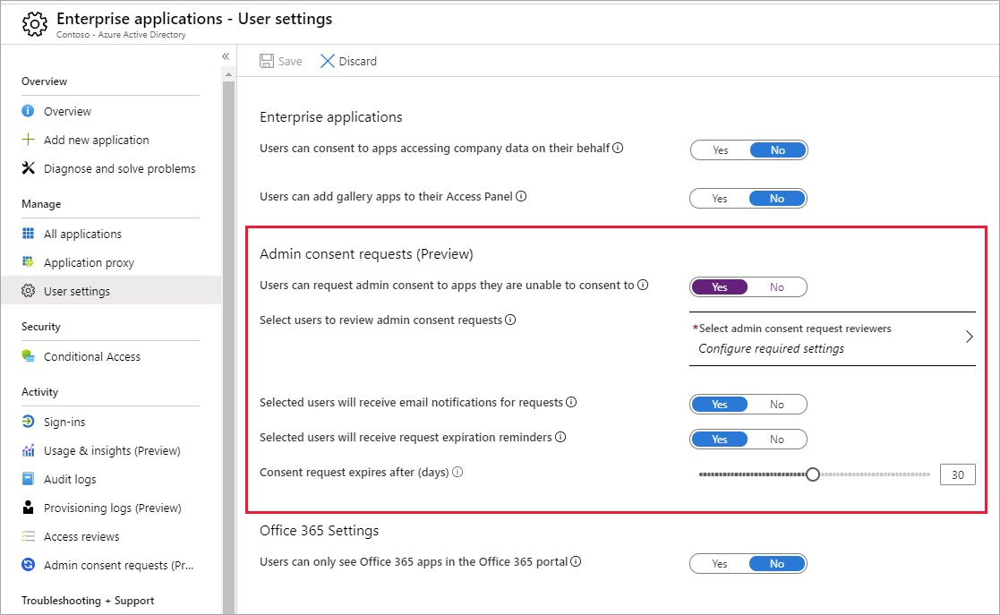 Enterprise applications - User settings
Contoso - Azure Active Directory
«
Overview
Overview
Add new application
Diagnose and solve problems
Manage
All applications
Application proxy
User settings
Security
Conditional Access
Activity
Sign-ins
Usage & insights (Preview)
Audit logs
Provisioning logs (Preview)
Access reviews
Admin consent requests (Pr...
Troubleshooting + Support
Save Discard
Enterprise applications
Users can consent to apps accessing company data on their behalf Yes No
Users can add gallery apps to their Access Panel Yes No
Admin consent requests (Preview)
Users can request admin consent to apps they are unable to consent to Yes No
Select users to review admin consent requests
*Select admin consent request reviewers
Configure required settings
Selected users will receive email notifications for requests Yes No
Selected users will receive request expiration reminders Yes No
Consent request expires after (days) 30
Office 365 Settings
Users can only see Office 365 apps in the Office 365 portal Yes No